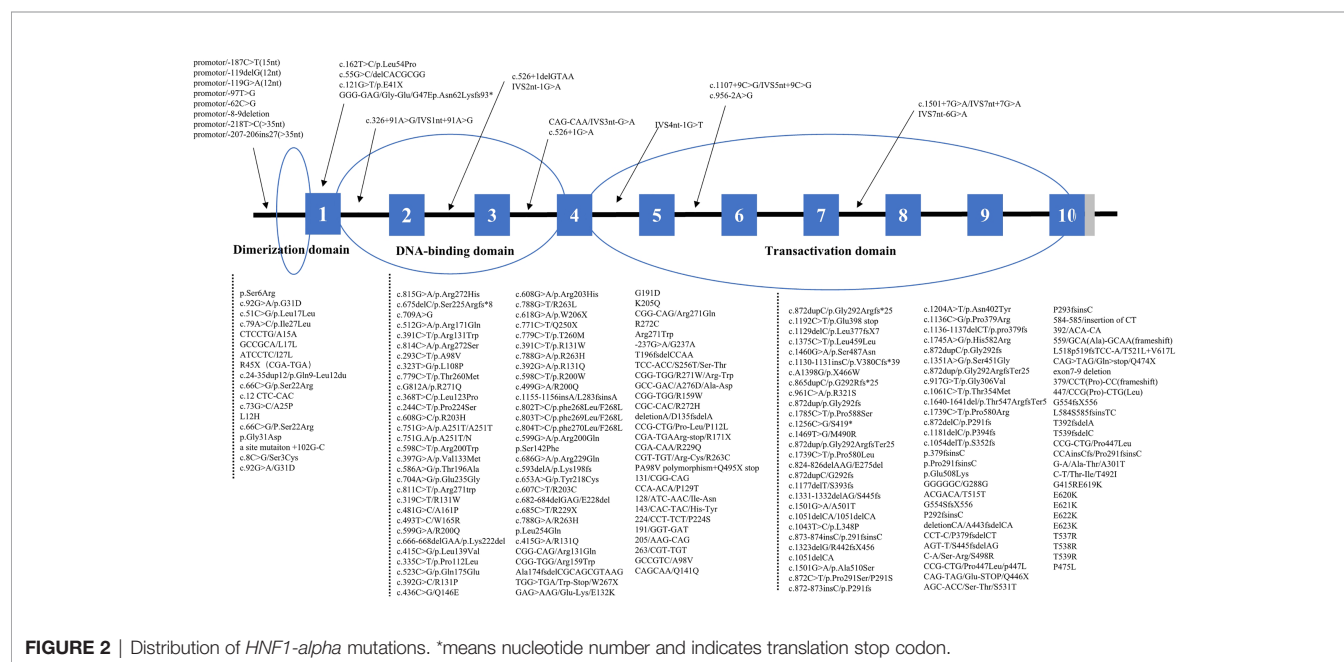 promotor/-187C>T(15nt)
promotor/-119delG(12nt)
promotor/-119G>A(12nt)
promotor/-97T>G
promotor/-62C>G
promotor/-8-9deletion
promotor/-218T>C(>35nt)
promotor/-207-206ins27(>35nt)
c.162T>C/p.Leu54Pro
c.55G>C/delCACGCGG
c.121G>T/p.E41X
GGG-GAG/Gly-Glu/G47Ep.Asn62Lysfs93*
c.326+91A>G/IVS1nt+91A>G
c.526+1delGTAA
IVS2nt-1G>A
CAG-CAA/IVS3nt-G>A
c.526+1G>A
IVS4nt-1G>T
c.1107+9C>G/IVS5nt+9C>G
c.956-2A>G
c.1501+7G>A/IVS7nt+7G>A
IVS7nt-6G>A
1 2 3 4 5 6 7 8 9 10
Dimerization domain
DNA-binding domain
Transactivation domain
p.Ser6Arg
c.92G>A/p.G31D
c.51C>G/p.Leu17Leu
c.79A>C/p.Ile27Leu
CTCCTG/A15A
GCCGCA/L17L
ATCCTC/I27L
R45X (CGA-TGA)
c.24-35dup12/p.Gln9-Leu12du
c.66C>G/p.Ser22Arg
c.12 CTC-CAC
c.73G>C/A25P
L12H
c.66C>G/P.Ser22Arg
p.Gly31Asp
a site mutaiton +102G-C
c.8C>G/Ser3Cys
c.92G>A/G31D
c.815G>A/p.Arg272His
c.675delC/p.Ser225Argfs*8
c.709A>G
c.512G>A/p.Arg171Gln
c.391C>T/p.Arg131Trp
c.814C>A/p.Arg272Ser
c.293C>T/p.A98V
c.323T>G/p.L108P
c.779C>T/p.Thr260Met
c.G812A/p.R271Q
c.368T>C/p.Leu123Pro
c.244C>T/p.Pro224Ser
c.608G>A/p.R203H
c.751G>A/p.A251T/A251T
c.751G.A/p.A251T/N
c.598C>T/p.Arg200Trp
c.397G>A/p.Val133Met
c.586A>G/p.Thr196Ala
c.704A>G/p.Glu235Gly
c.811C>T/p.Arg271trp
c.319C>T/R131W
c.481G>C/A161P
c.493T>C/W165R
c.599G>A/R200Q
c.666-668delGAA/p.Lys222del
c.415C>G/p.Leu139Val
c.335C>T/p.Pro112Leu
c.523C>G/p.Gln175Glu
c.392G>C/R131P
c.436C>G/Q146E
c.608G>A/p.Arg203His
c.788G>T/R263L
c.618G>A/p.W206X
c.771C>T/Q250X
c.779C>T/p.T260M
c.391C>T/p.R131W
c.788G>A/p.R263H
c.392G>A/p.R131Q
c.598C>T/p.R200W
c.499G>A/R200Q
c.1155-1156insA/L283fsinsA
c.802T>C/p.phe268Leu/F268L
c.803T>C/p.phe269Leu/F268L
c.804T>C/p.phe270Leu/F268L
c.599G>A/p.Arg200Gln
p.Ser142Phe
c.686G>A/p.Arg229Gln
c.593delA/p.Lys198fs
c.653A>G/p.Tyr218Cys
c.607C>T/R203C
c.682-684delGAG/E228del
c.685C>T/R229X
c.788G>A/R263H
p.Leu254Gln
c.415G>A/R131Q
CGG-CAG/Arg131Gln
CGG-TGG/Arg159Trp
Ala174fsdelCGCAGCGTAAG
TGG>TGA/Trp-Stop/W267X
GAG>AAG/Glu-Lys/E132K
G191D
K205Q
CGG-CAG/Arg271Gln
R272C
Arg271Trp
-237G>A/G237A
T196fsdelCCAA
TCC-ACC/S256T/Ser-Thr
CGG-TGG/R271W/Arg-Trp
GCC-GAC/A276D/Ala-Asp
CGG-TGG/R159W
CGC-CAC/R272H
deletionA/D135fsdelA
CCG-CTG/Pro-Leu/P112L
CGA-TGAArg-stop/R171X
CGA-CAA/R229Q
CGT-TGT/Arg-Cys/R263C
PA98V polymorphism+Q495X stop
131/CGG-CAG
CCA-ACA/P129T
128/ATC-AAC/Ile-Asn
143/CAC-TAC/His-Tyr
224/CCT-TCT/P224S
191/GGT-GAT
205/AAG-CAG
263/CGT-TGT
GCCGTC/A98V
CAGCAA/Q141Q
c.872dupC/p.Gly292Argfs*25
c.1192C>T/Glu398 stop
c.1129delC/p.Leu377fsX7
c.1375C>T/p.Leu459Leu
c.1460G>A/p.Ser487Asn
c.1130-1131insC/p.V380Cfs*39
c.A1398G/p.X466W
c.865dupC/p.G292Rfs*25
c.961C>A/p.R321S
c.872dup/p.Gly292fs
c.1785C>T/p.Pro588Ser
c.1256C>G/S419*
c.1469T>G/M490R
c.872dup/p.Gly292ArgfsTer25
c.1739C>T/p.Pro580Leu
c.824-826delAAG/E275del
c.872dupC/G292fs
c.1177delT/S393fs
c.1331-1332delAG/S445fs
c.1501G>A/A501T
c.1051delCA/1051delCA
c.1043T>C/p.L348P
c.873-874insC/p.291fsinsC
c.1323delG/R442fsX456
c.1051delCA
c.1501G>A/p.Ala510Ser
c.872C>T/p.Pro291Ser/P291S
c.872-873insC/p.P291fs
c.1204A>T/p.Asn402Tyr
c.1136C>G/p.Pro379Arg
c.1136-1137delCT/p.pro379fs
c.1745A>G/p.His582Arg
c.872dupC/p.Gly292fs
c.1351A>G/p.Ser451Gly
c.872dup/p.Gly292ArgfsTer25
c.917G>T/p.Gly306Val
c.1061C>T/p.Thr354Met
c.1640-1641del/p.Thr547ArgfsTer5
c.1739C>T/p.Pro580Arg
c.872delC/p.P291fs
c.1181delC/p.P394fs
c.1054delT/p.S352fs
p.379fsinsC
p.Pro291fsinsC
p.Glu508Lys
GGGGGC/G288G
ACGACA/T515T
G554SfsX556
P292fsinsC
deletionCA/A443fsdelCA
CCT-C/P379fsdelCT
AGT-T/S445fsdelAG
C-A/Ser-Arg/S498R
CCG-CTG/Pro447Leu/p447L
CAG-TAG/Glu-STOP/Q446X
AGC-ACC/Ser-Thr/S531T
P293fsinsC
584-585/insertion of CT
392/ACA-CA
559/GCA(Ala)-GCAA(frameshift)
L518p519fsTCC-A/T521L+V617L
CAG>TAG/Gln>stop/Q474X
exon7-9 deletion
379/CCT(Pro)-CC(frameshift)
447/CCG(Pro)-CTG(Leu)
G554fsX556
L584S585fsinsTC
T392fsdelA
T539fsdelC
CCG-CTG/Pro447Leu
CCAinsCfs/Pro291fsinsC
G-A/Ala-Thr/A301T
C-T/Thr-Ile/T492I
G415RE619K
E620K
E621K
E622K
E623K
T537R
T538R
T539R
P475L
FIGURE 2 | Distribution of HNF1-alpha mutations. *means nucleotide number and indicates translation stop codon.